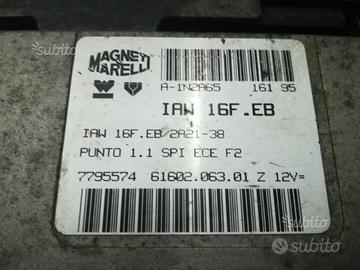 subito
MAGNETI
MARELLI
A-1N2A65 161 95
IAW 16F.EB
IAW 16F.EB/2A21-38
PUNTO 1.1 SPI ECE F2
7795574 61602.063.01 Z 12V=
subito